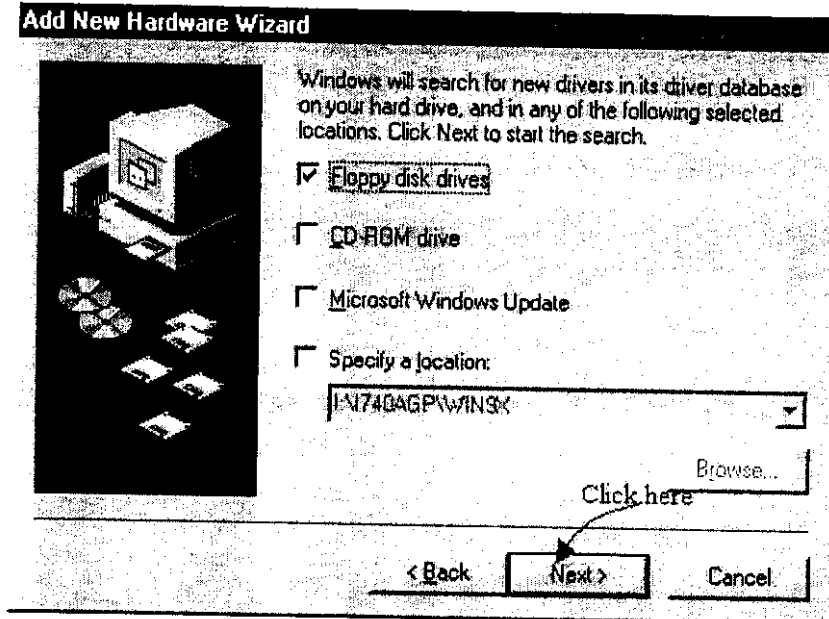 Add New Hardware Wizard
Windows will search for new drivers in its driver database
on your hard drive, and in any of the following selected
locations. Click Next to start the search.
Floppy disk drives
CD-ROM drive
Microsoft Windows Update
Specify a location:
I:\I740AGP\WIN9X
Browse...
Click here
< Back
Next >
Cancel